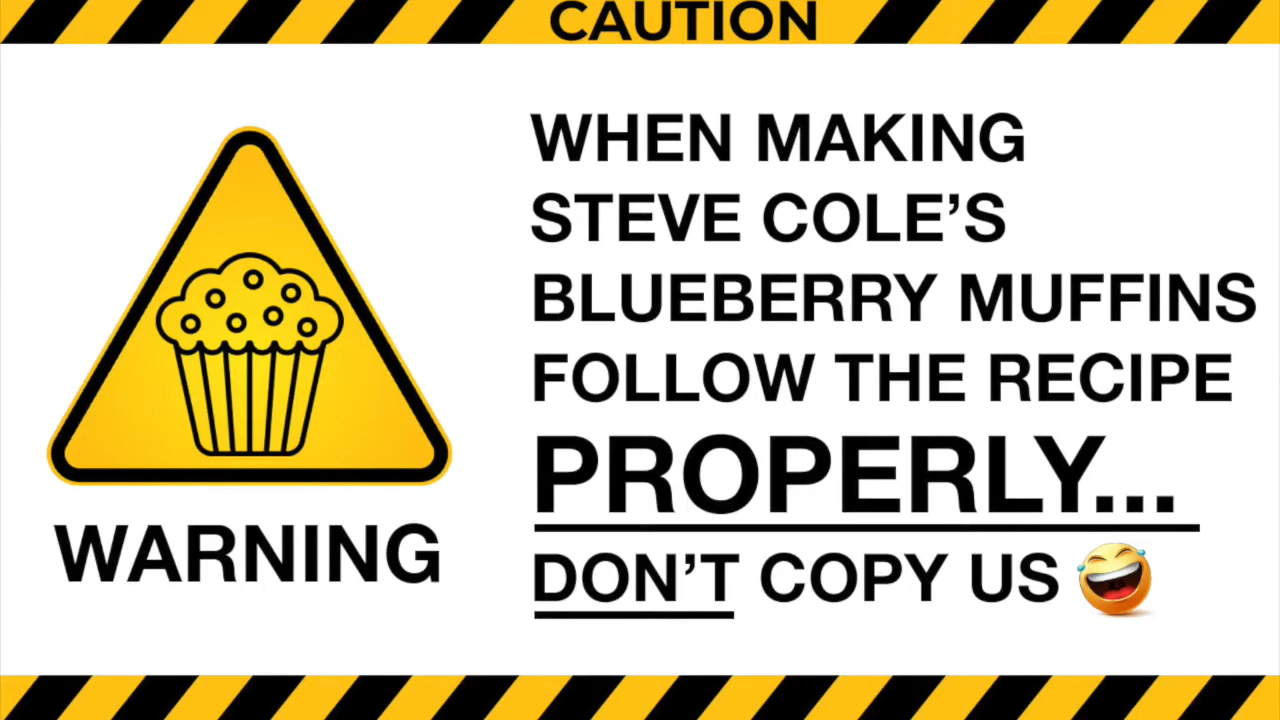 CAUTION
WHEN MAKING
STEVE COLE’S
BLUEBERRY MUFFINS
FOLLOW THE RECIPE
PROPERLY...
DON’T COPY US 😂
WARNING